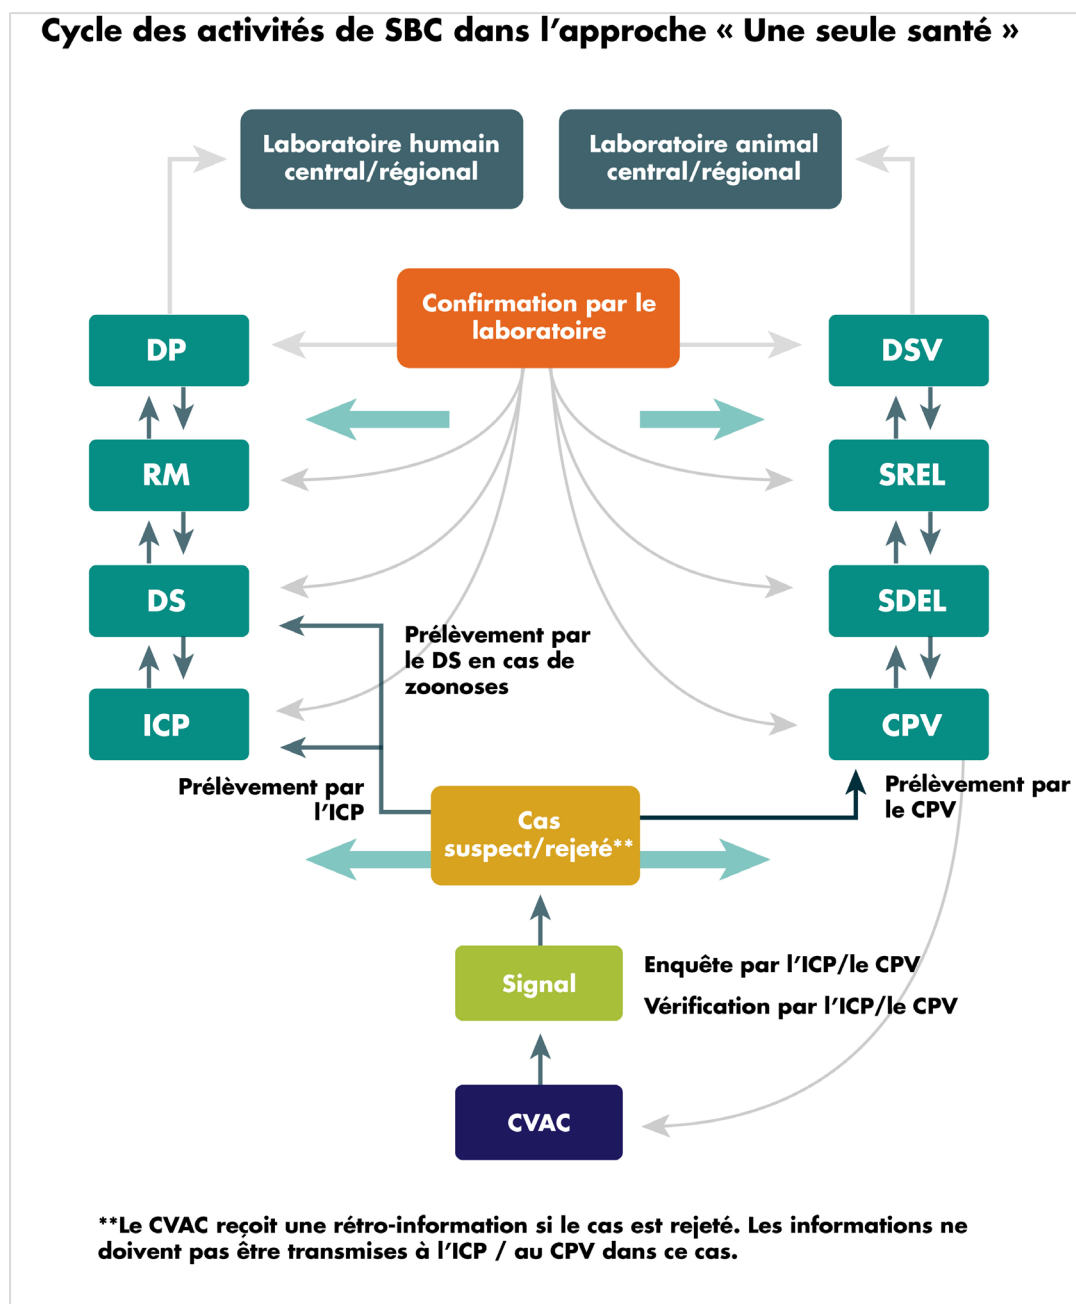 Cycle des activités de SBC dans l’approche « Une seule santé »
Laboratoire humain
central/régional
Laboratoire animal
central/régional
Confirmation par le
laboratoire
DP
DSV
RM
SREL
DS
SDEL
Prélèvement par
le DS en cas de
zoonoses
ICP
CPV
Prélèvement par
l’ICP
Prélèvement par
le CPV
Cas
suspect/rejeté**
Signal
Enquête par l’ICP/le CPV
Vérification par l’ICP/le CPV
CVAC
**Le CVAC reçoit une rétro-information si le cas est rejeté. Les informations ne
doivent pas être transmises à l’ICP / au CPV dans ce cas.